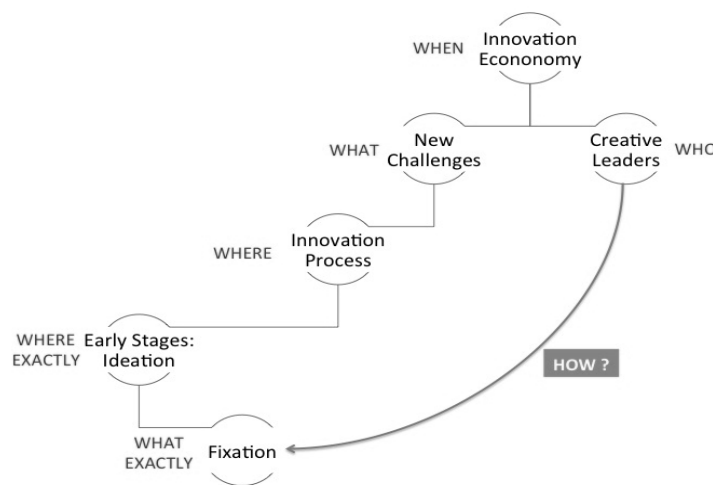 WHEN
Innovation
Econonomy
WHAT
New
Challenges
Creative
Leaders
WHO
WHERE
Innovation
Process
WHERE
EXACTLY
Early Stages:
Ideation
HOW ?
WHAT
EXACTLY
Fixation